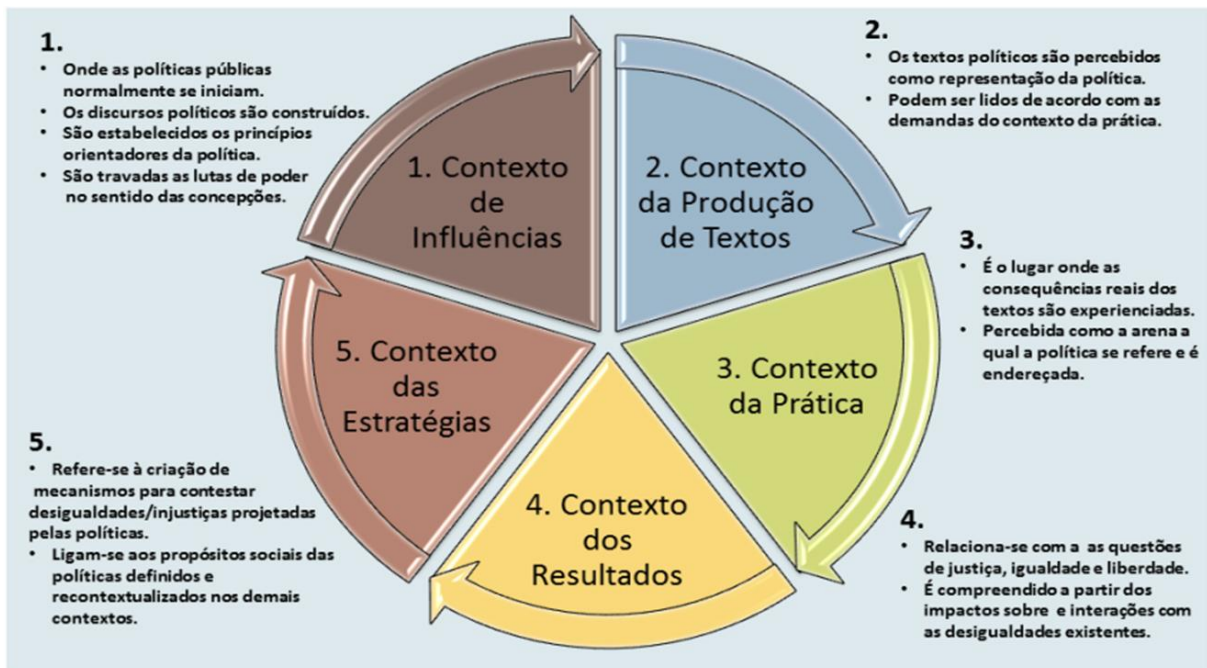 1.
• Onde as políticas públicas
normalmente se iniciam.
• Os discursos políticos são construídos.
• São estabelecidos os princípios
orientadores da política.
• São travadas as lutas de poder
no sentido das concepções.
2.
• Os textos políticos são percebidos
como representação da política.
• Podem ser lidos de acordo com as
demandas do contexto da prática.
1. Contexto
de
Influências
2. Contexto
da Produção
de Textos
3.
• É o lugar onde as
consequências reais dos
textos são experienciadas.
• Percebida como a arena a
qual a política se refere e é
endereçada.
5. Contexto
das
Estratégias
3. Contexto
da Prática
5.
• Refere-se à criação de
mecanismos para contestar
desigualdades/injustiças projetadas
pelas políticas.
• Ligam-se aos propósitos sociais das
políticas definidos e
recontextualizados nos demais
contextos.
4. Contexto
dos
Resultados
4.
• Relaciona-se com a as questões
de justiça, igualdade e liberdade.
• É compreendido a partir dos
impactos sobre e interações com
as desigualdades existentes.